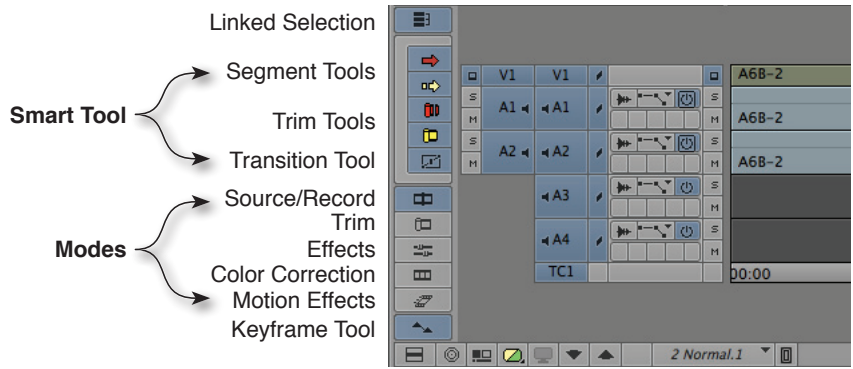 Linked Selection
Segment Tools
Smart Tool
Trim Tools
Transition Tool
Source/Record
Trim
Modes
Effects
Color Correction
Motion Effects
Keyframe Tool
V1 V1 A6B-2
S
M
A1 A1 S
M
A6B-2
S
M
A2 A2 S
M
A6B-2
A3 S
M
A4 S
M
TC1 00:00
2 Normal.1